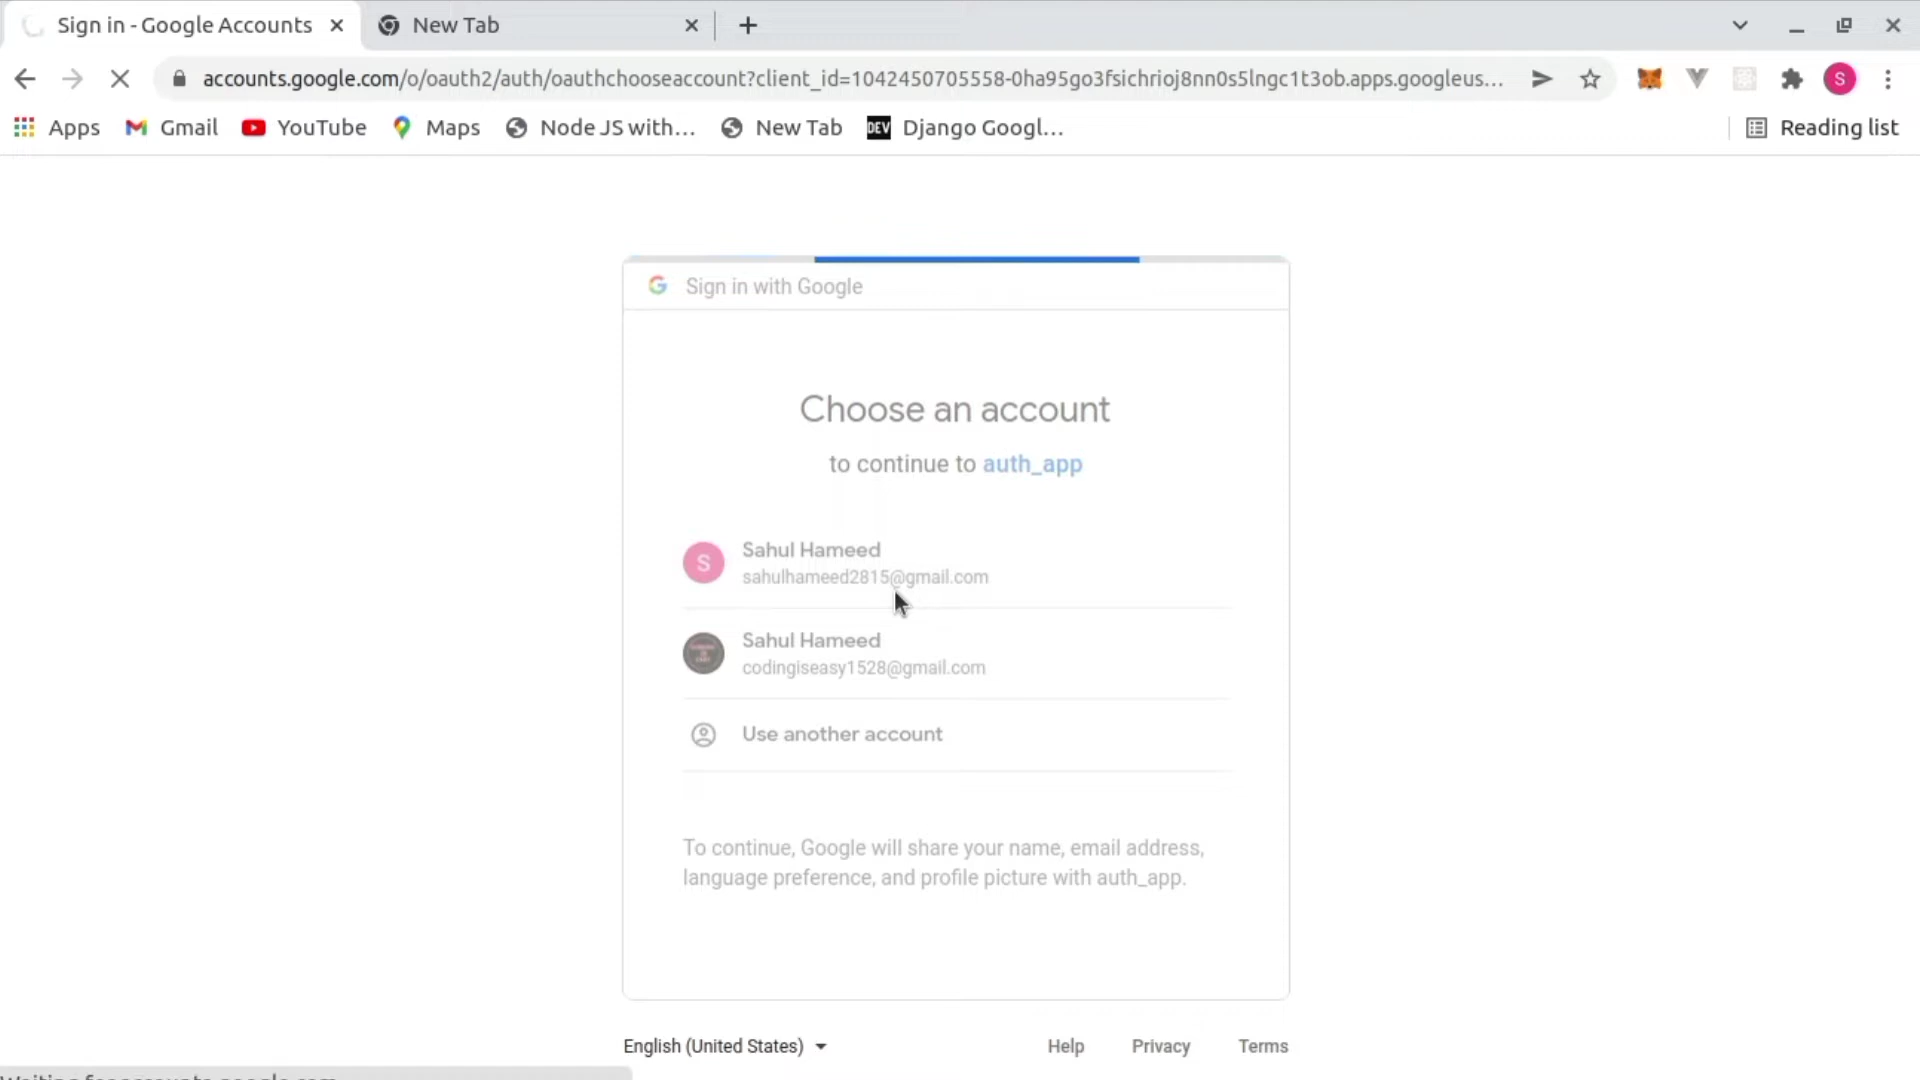 Sign in - Google Accounts
New Tab
accounts.google.com/o/oauth2/auth/oauthchooseaccount?client_id=1042450705558-0ha95go3fsichrioj8nn0s5lngc1t3ob.apps.googleus...
S
Apps
Gmail
YouTube
Maps
Node JS with...
New Tab
DEV
Django Googl...
Reading list
Sign in with Google
Choose an account
to continue to auth_app
S
Sahul Hameed
sahulhameed2815@gmail.com
Sahul Hameed
codingiseasy1528@gmail.com
Use another account
To continue, Google will share your name, email address,
language preference, and profile picture with auth_app.
English (United States)
Help
Privacy
Terms